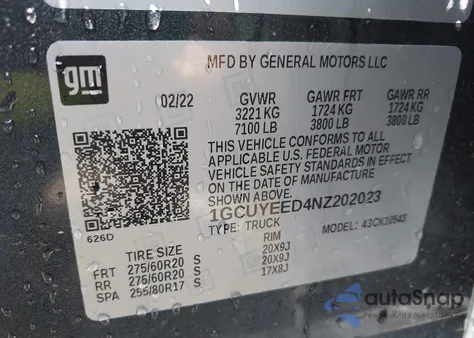 gm
MFD BY GENERAL MOTORS LLC
02/22 GVWR GAWR FRT GAWR RR
3221 KG 1724 KG 1724 KG
7100 LB 3800 LB 3800 LB
THIS VEHICLE CONFORMS TO ALL
APPLICABLE U.S. FEDERAL MOTOR
VEHICLE SAFETY STANDARDS IN EFFECT
ON THE DATE OF MANUFACTURE
SHOWN ABOVE.
1GCUYEED4NZ202023
626D TYPE: TRUCK MODEL: 43CK10543
TIRE SIZE RIM
FRT 275/60R20 S 20X9J
RR 275/60R20 S 20X9J
SPA 255/80R17 S 17X8J
autoSnap